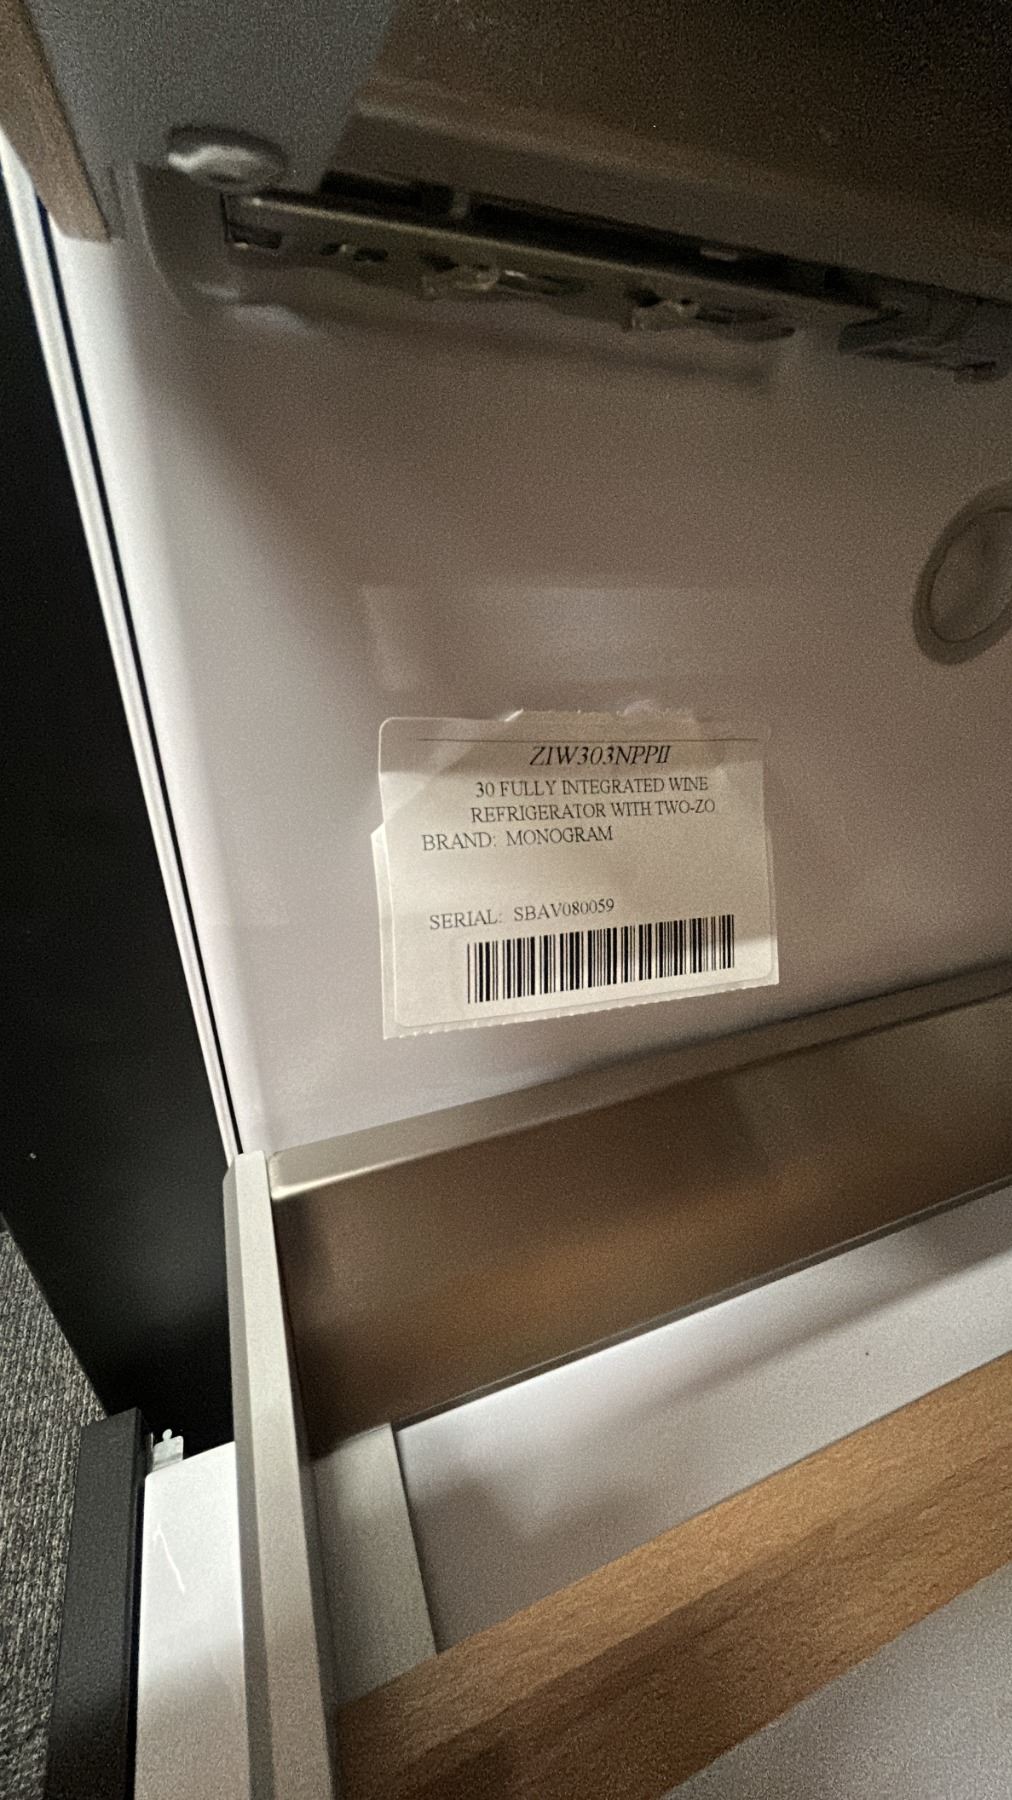 ZIW303NPPII
30 FULLY INTEGRATED WINE
REFRIGERATOR WITH TWO-ZO
BRAND: MONOGRAM
SERIAL: SBAV080059